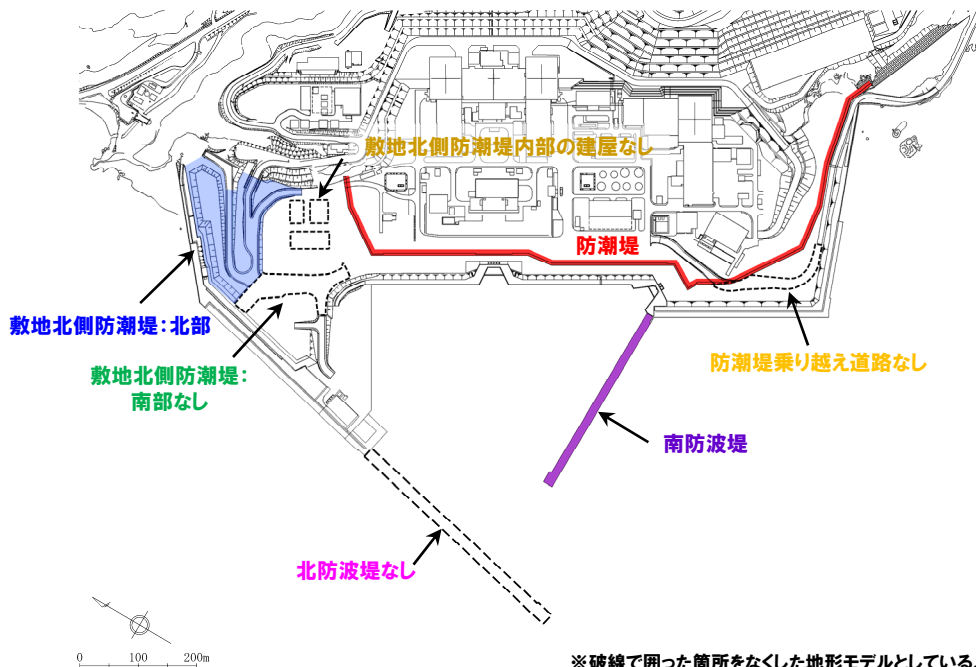 敷地北側防潮堤内部の建屋なし
防潮堤
敷地北側防潮堤：北部
敷地北側防潮堤：
南部なし
防潮堤乗り越え道路なし
南防波堤
北防波堤なし
0 100 200m
※破線で囲った箇所をなくした地形モデルとしている。